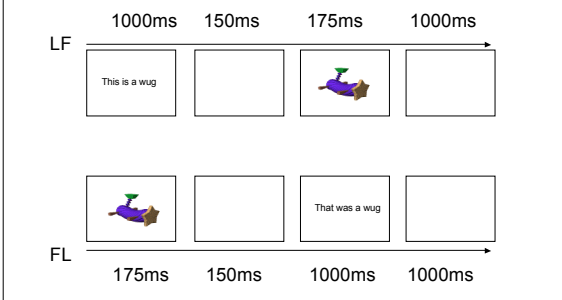 1000ms 150ms 175ms 1000ms
LF
This is a wug
That was a wug
FL
175ms 150ms 1000ms 1000ms